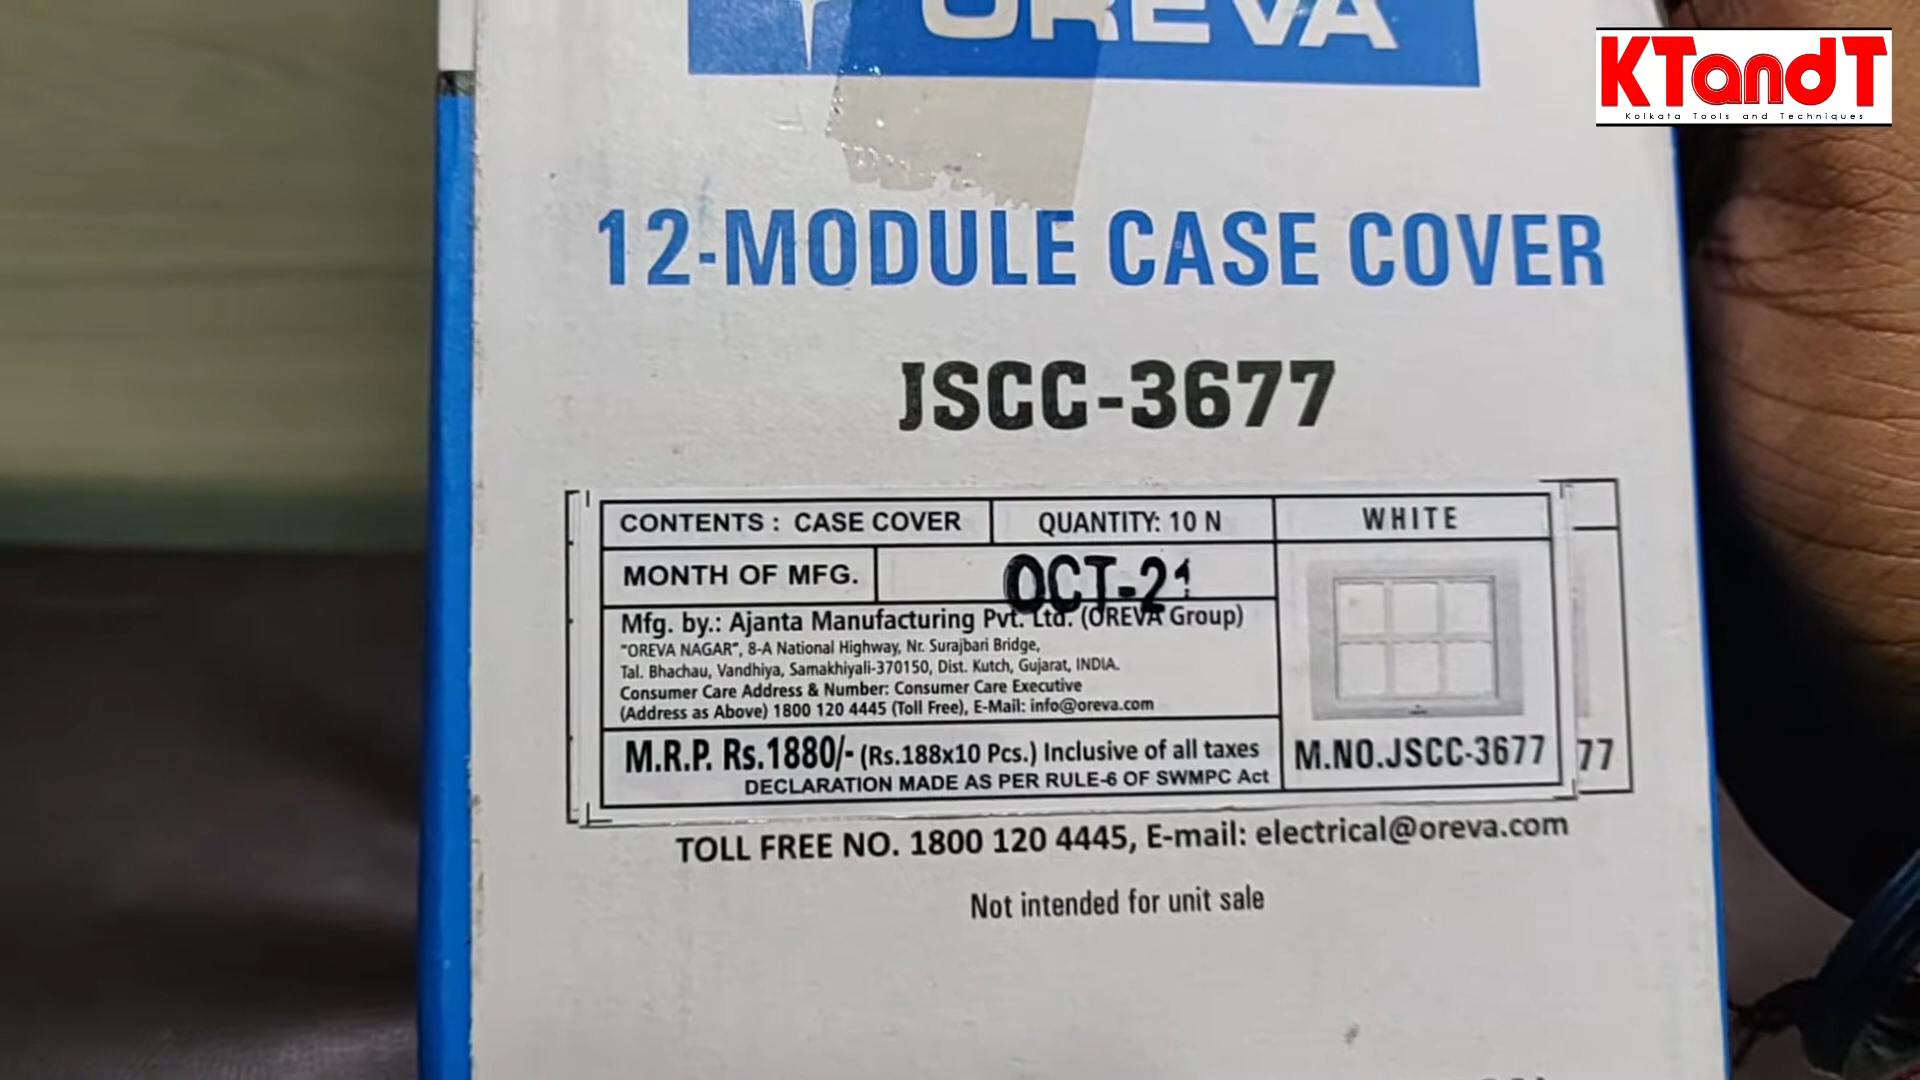 OREVA
KTandT
Kolkata Tools and Techniques
12-MODULE CASE COVER
JSCC-3677
CONTENTS : CASE COVER QUANTITY: 10 N WHITE
MONTH OF MFG. OCT-21
Mfg. by.: Ajanta Manufacturing Pvt. Ltd. (OREVA Group)
"OREVA NAGAR", 8-A National Highway, Nr. Surajbari Bridge,
Tal. Bhachau, Vandhiya, Samakhiyali-370150, Dist. Kutch, Gujarat, INDIA.
Consumer Care Address & Number: Consumer Care Executive
(Address as Above) 1800 120 4445 (Toll Free), E-Mail: info@oreva.com
M.R.P. Rs.1880/- (Rs.188x10 Pcs.) Inclusive of all taxes
DECLARATION MADE AS PER RULE-6 OF SWMPC Act
M.NO.JSCC-3677 77
TOLL FREE NO. 1800 120 4445, E-mail: electrical@oreva.com
Not intended for unit sale